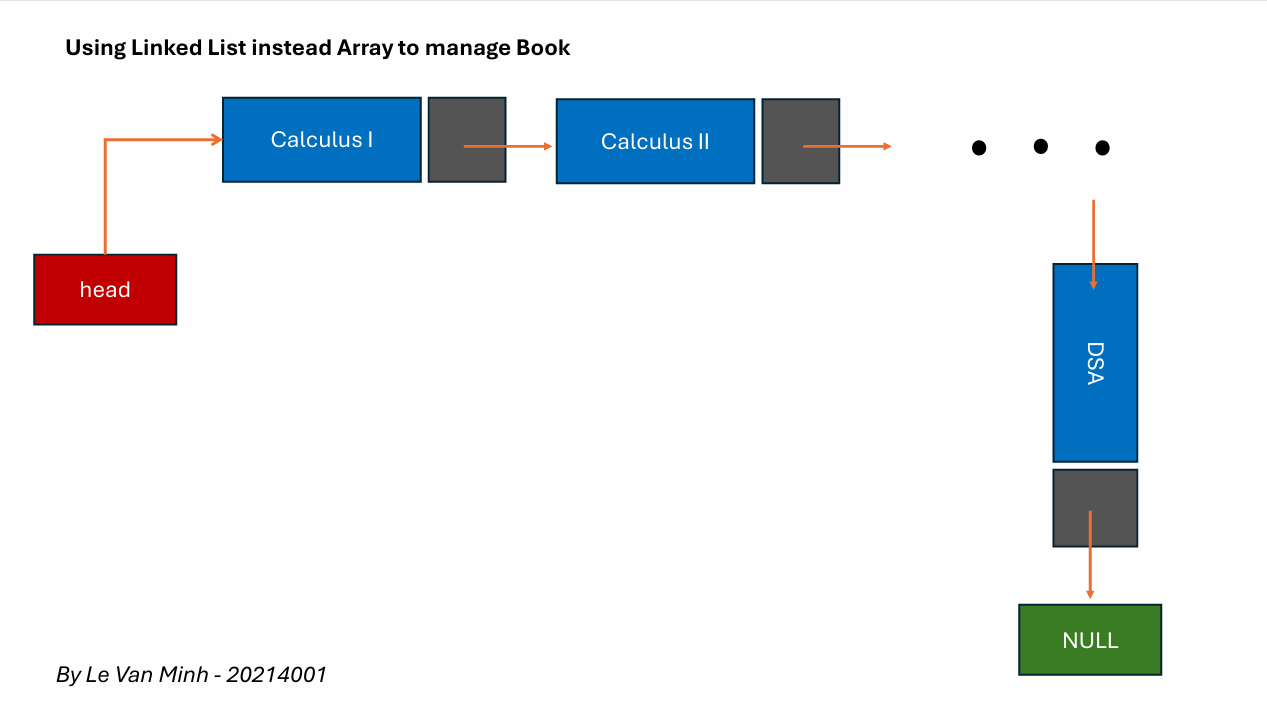 Using Linked List instead Array to manage Book
Calculus I
Calculus II
head
DSA
NULL
By Le Van Minh - 20214001